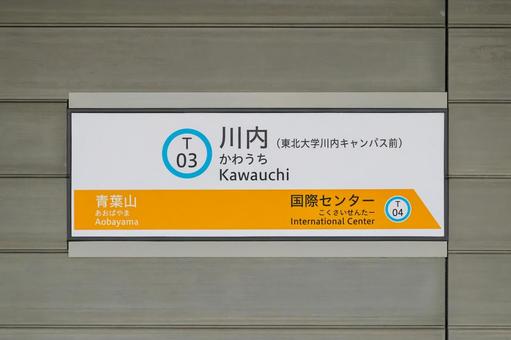 T
03
川内（東北大学川内キャンパス前）
かわうち
Kawauchi
青葉山
あおばやま
Aobayama
国際センター
こくさいせんたー
International Center
T
04